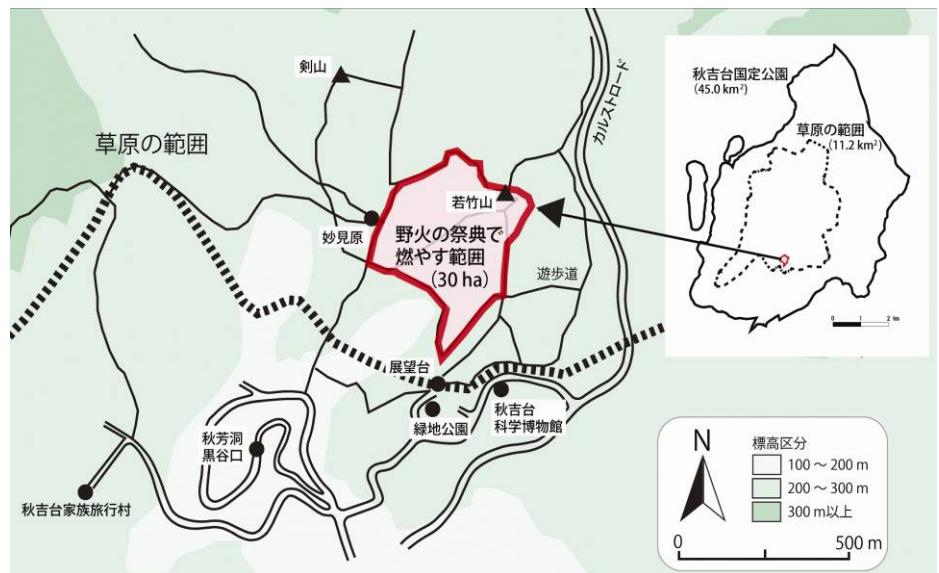 剣山
カルストロード
草原の範囲
若竹山
妙見原
野火の祭典で
燃やす範囲
(30 ha)
遊歩道
展望台
緑地公園
秋吉台
科学博物館
秋芳洞
黒谷口
秋吉台家族旅行村
秋吉台国定公園
(45.0 km²)
草原の範囲
(11.2 km²)
0 1 2 km
N
0 500 m
標高区分
100 ～ 200 m
200 ～ 300 m
300 m以上